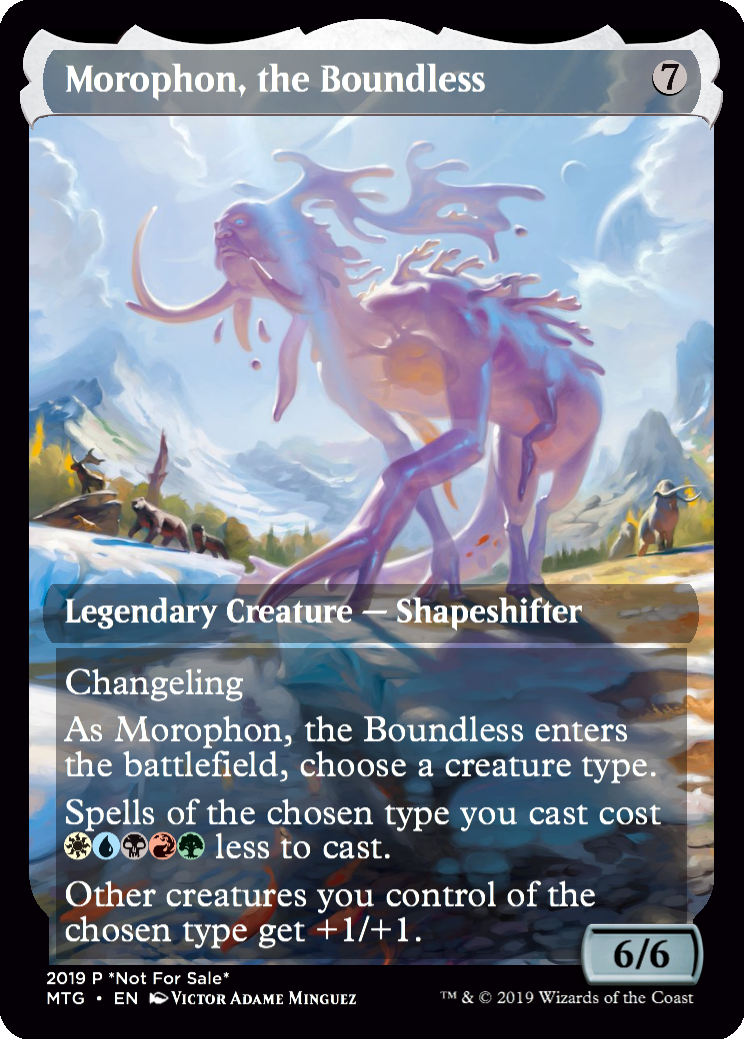 Morophon, the Boundless 7
Legendary Creature — Shapeshifter
Changeling
As Morophon, the Boundless enters
the battlefield, choose a creature type.
Spells of the chosen type you cast cost
less to cast.
Other creatures you control of the
chosen type get +1/+1.
6/6
2019 P *Not For Sale*
MTG • EN Victor Adame Minguez
™ & © 2019 Wizards of the Coast